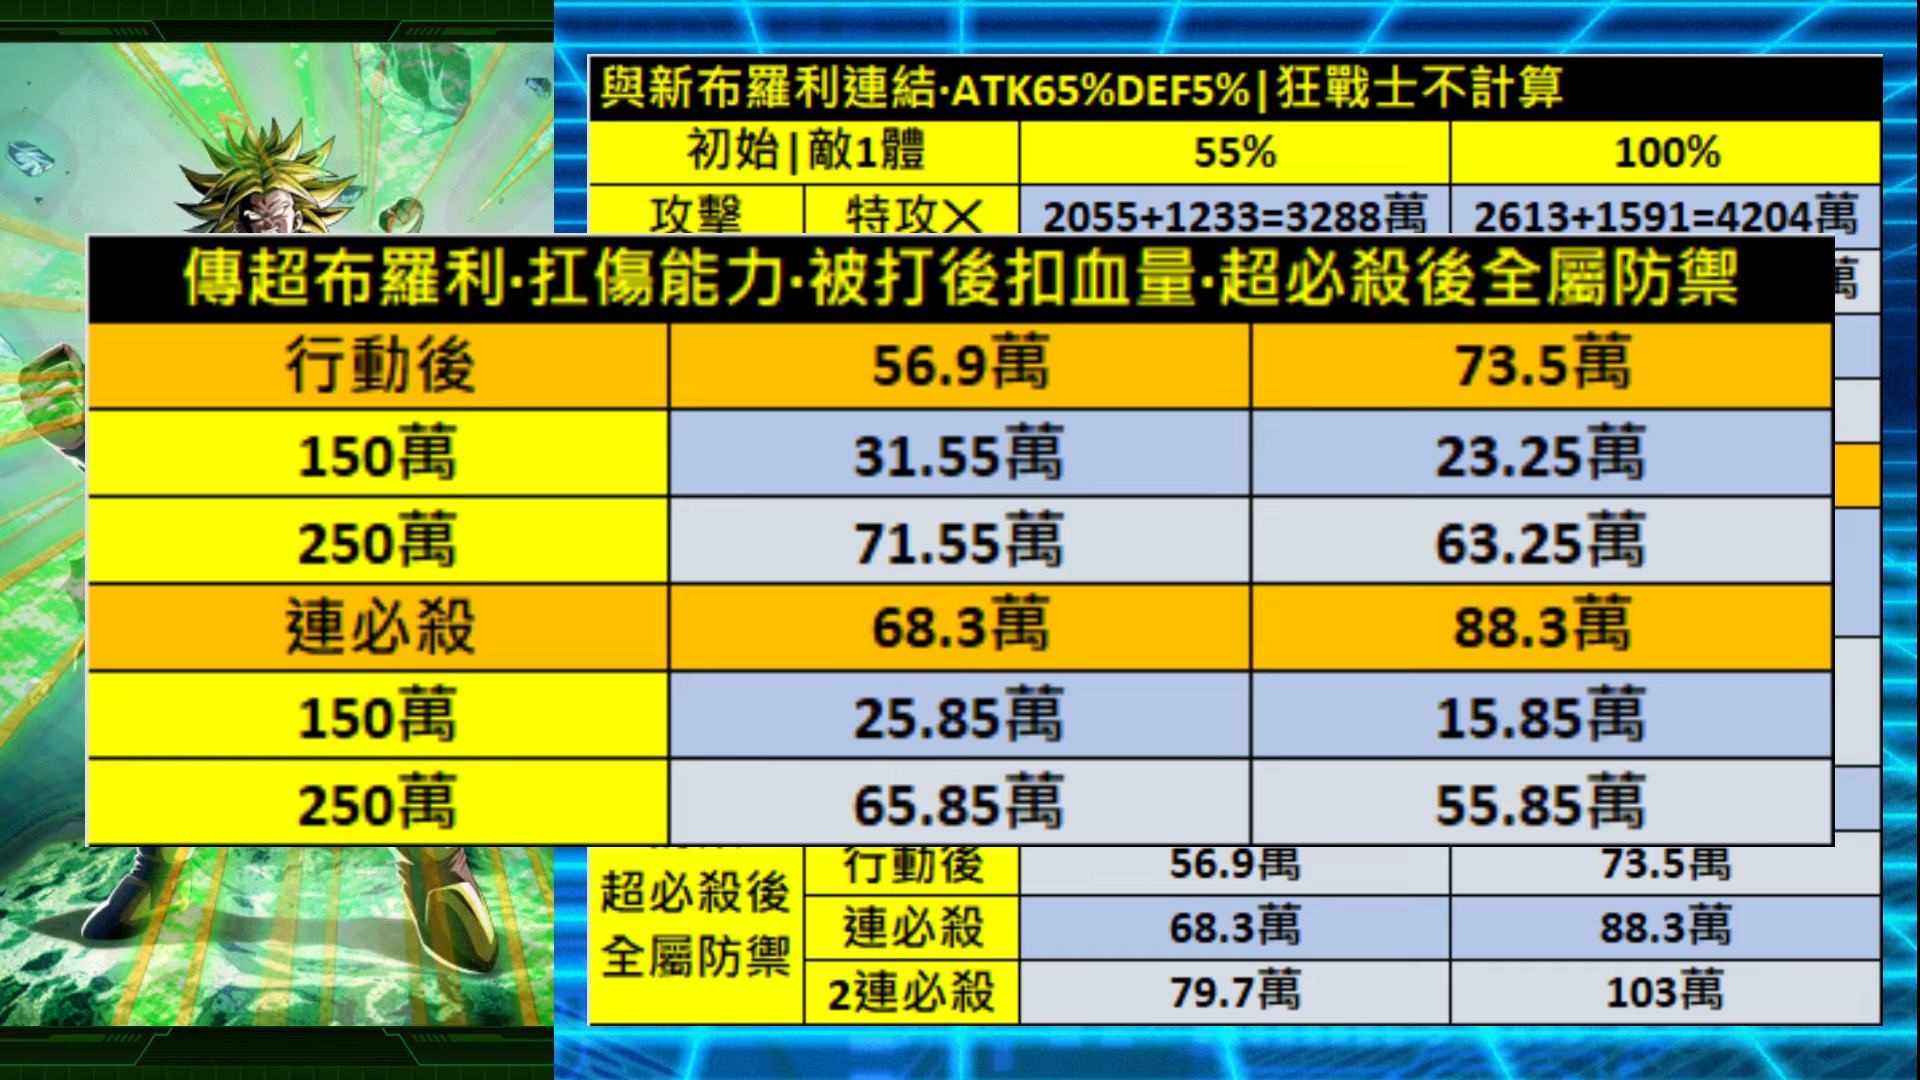 與新布羅利連結·ATK65%DEF5%|狂戰士不計算
初始|敵1體 55% 100%
攻擊 特攻X 2055+1233=3288萬 2613+1591=4204萬
萬
傳超布羅利·扛傷能力·被打後扣血量·超必殺後全屬防禦
行動後 56.9萬 73.5萬
150萬 31.55萬 23.25萬
250萬 71.55萬 63.25萬
連必殺 68.3萬 88.3萬
150萬 25.85萬 15.85萬
250萬 65.85萬 55.85萬
超必殺後
全屬防禦
行動後 56.9萬 73.5萬
連必殺 68.3萬 88.3萬
2連必殺 79.7萬 103萬